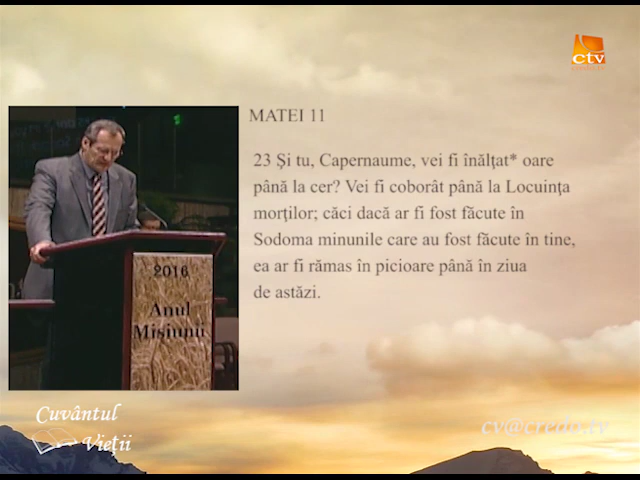 ctv
MATEI 11
23 Şi tu, Capernaume, vei fi înălţat* oare
până la cer? Vei fi coborât până la Locuinţa
morţilor; căci dacă ar fi fost făcute în
Sodoma minunile care au fost făcute în tine,
ea ar fi rămas în picioare până în ziua
de astăzi.
2016
Anul
Misiunii
Cuvântul
Vieţii
cv@credo.tv